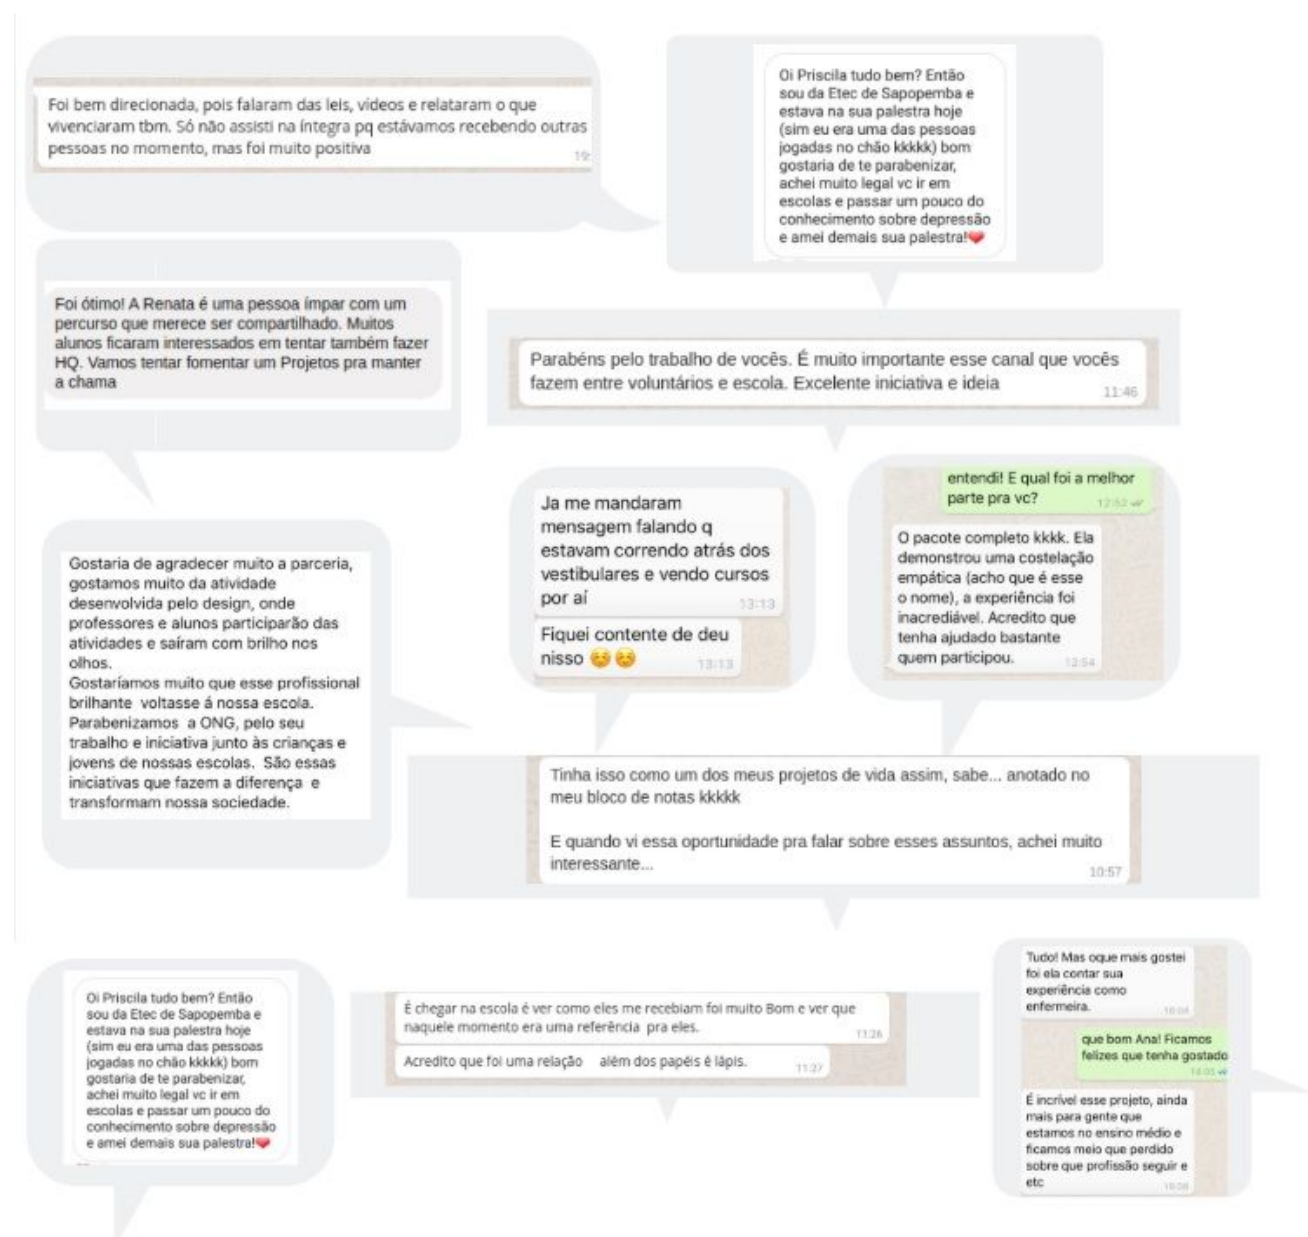 Foi bem direcionada, pois falaram das leis, vídeos e relataram o que
vivenciaram tbm. Só não assisti na íntegra pq estávamos recebendo outras
pessoas no momento, mas foi muito positiva
19:
Oi Priscila tudo bem? Então
sou da Etec de Sapopemba e
estava na sua palestra hoje
(sim eu era uma das pessoas
jogadas no chão kkkkk) bom
gostaria de te parabenizar,
achei muito legal vc ir em
escolas e passar um pouco do
conhecimento sobre depressão
e amei demais sua palestra!❤
Foi ótimo! A Renata é uma pessoa ímpar com um
percurso que merece ser compartilhado. Muitos
alunos ficaram interessados em tentar também fazer
HQ. Vamos tentar fomentar um Projetos pra manter
a chama
Parabéns pelo trabalho de vocês. É muito importante esse canal que vocês
fazem entre voluntários e escola. Excelente iniciativa e ideia
11:46
Ja me mandaram
mensagem falando q
estavam correndo atrás dos
vestibulares e vendo cursos
por aí
13:13
Fiquei contente de deu
nisso ☺️☺️
13:13
entendi! E qual foi a melhor
parte pra vc?
12:52
O pacote completo kkkk. Ela
demonstrou uma costelação
empática (acho que é esse
o nome), a experiência foi
inacrediável. Acredito que
tenha ajudado bastante
quem participou.
12:54
Gostaria de agradecer muito a parceria,
gostamos muito da atividade
desenvolvida pelo design, onde
professores e alunos participarão das
atividades e saíram com brilho nos
olhos.
Gostaríamos muito que esse profissional
brilhante voltasse á nossa escola.
Parabenizamos a ONG, pelo seu
trabalho e iniciativa junto às crianças e
jovens de nossas escolas. São essas
iniciativas que fazem a diferença e
transformam nossa sociedade.
Tinha isso como um dos meus projetos de vida assim, sabe... anotado no
meu bloco de notas kkkkk
E quando vi essa oportunidade pra falar sobre esses assuntos, achei muito
interessante...
10:57
Oi Priscila tudo bem? Então
sou da Etec de Sapopemba e
estava na sua palestra hoje
(sim eu era uma das pessoas
jogadas no chão kkkkk) bom
gostaria de te parabenizar,
achei muito legal vc ir em
escolas e passar um pouco do
conhecimento sobre depressão
e amei demais sua palestra!❤
É chegar na escola é ver como eles me recebiam foi muito Bom e ver que
naquele momento era uma referência pra eles.
11:26
Acredito que foi uma relação além dos papéis é lápis.
11:27
Tudo! Mas oque mais gostei
foi ela contar sua
experiência como
enfermeira.
que bom Ana! Ficamos
felizes que tenha gostado
É incrível esse projeto, ainda
mais para gente que
estamos no ensino médio e
ficamos meio que perdido
sobre que profissão seguir e
etc